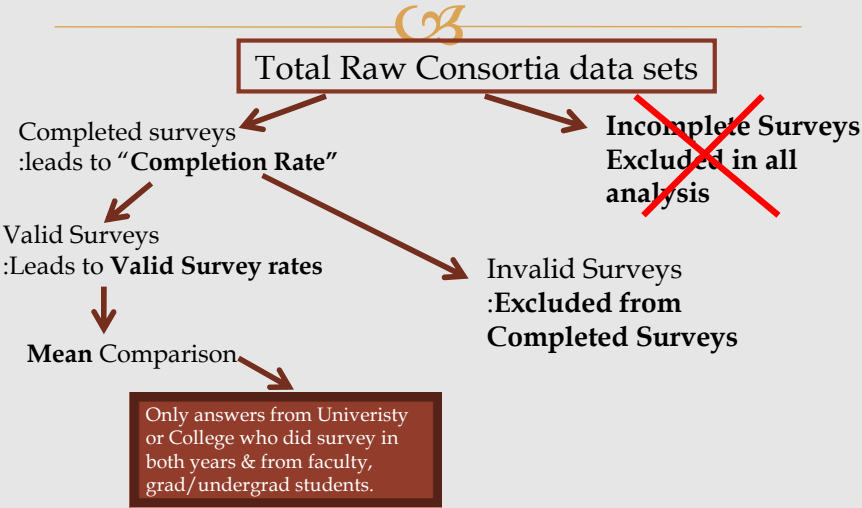 Total Raw Consortia data sets
Completed surveys
:leads to “Completion Rate”
Incomplete Surveys
Excluded in all
analysis
Valid Surveys
:Leads to Valid Survey rates
Invalid Surveys
:Excluded from
Completed Surveys
Mean Comparison
Only answers from Univeristy
or College who did survey in
both years & from faculty,
grad/undergrad students.